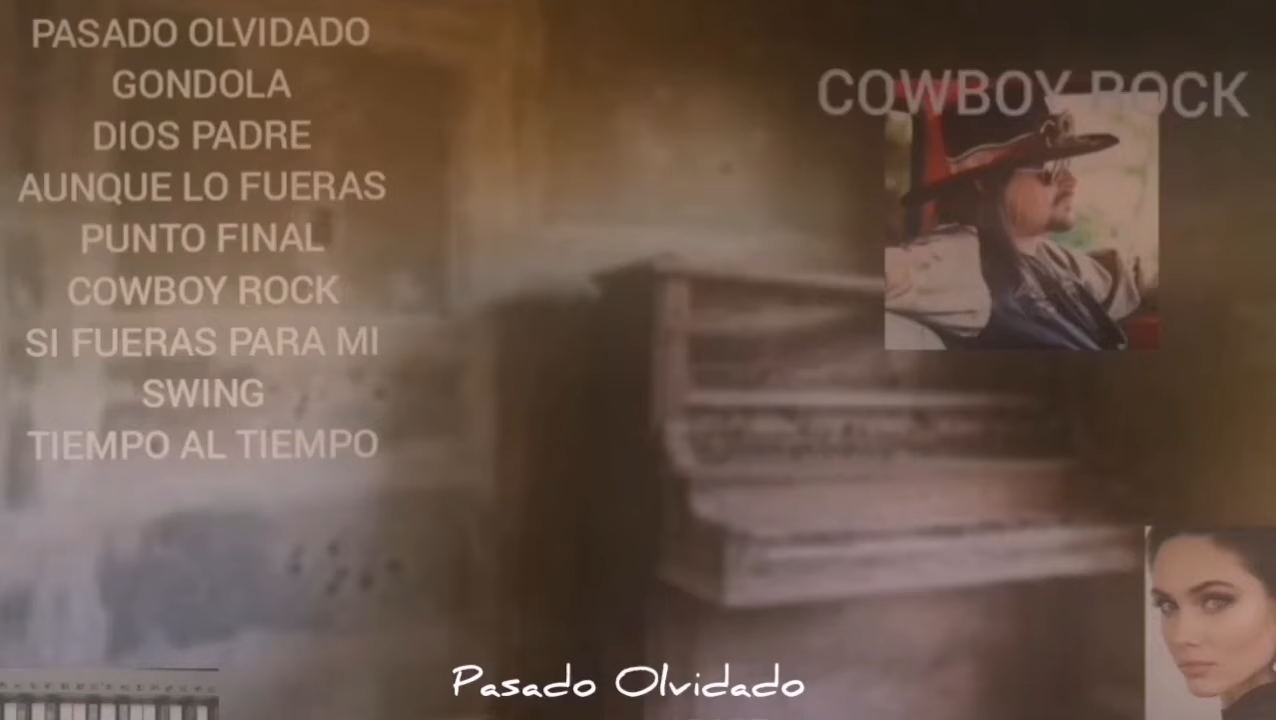 PASADO OLVIDADO
GONDOLA
DIOS PADRE
AUNQUE LO FUERAS
PUNTO FINAL
COWBOY ROCK
SI FUERAS PARA MI
SWING
TIEMPO AL TIEMPO
COWBOY ROCK
Pasado Olvidado